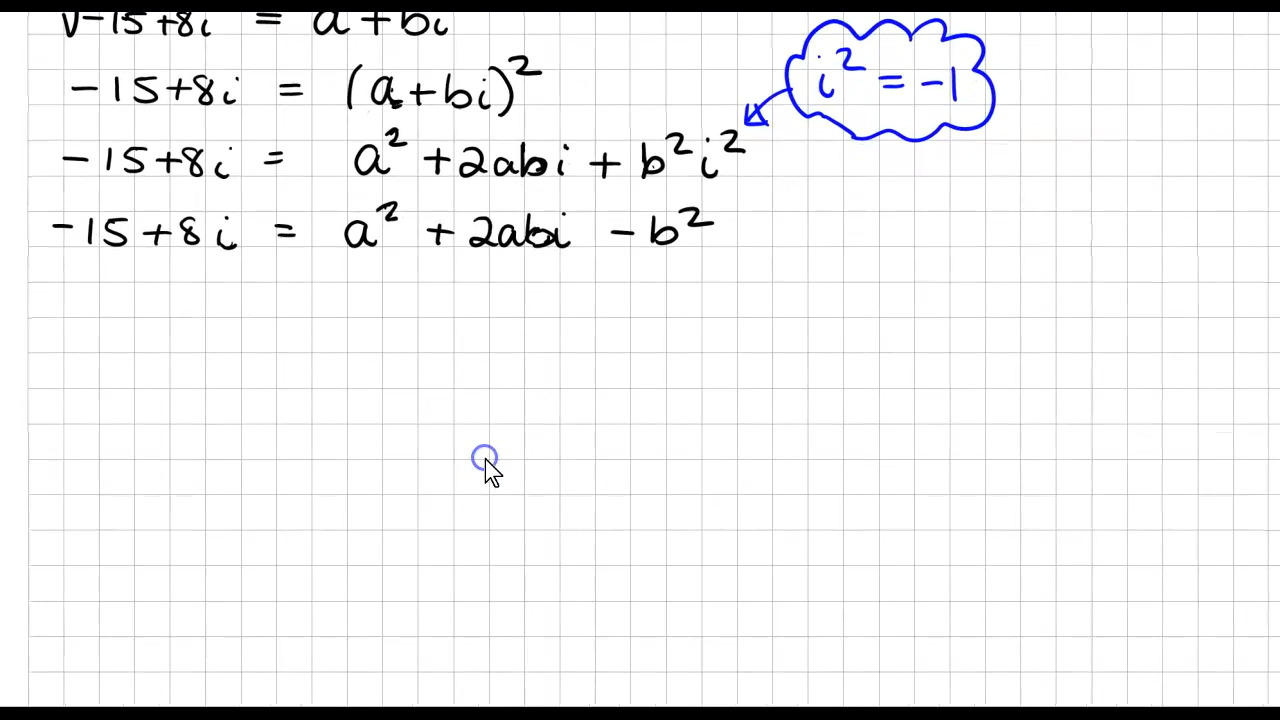 √-15+8i = a+bi
-15+8i = (a+bi)²
i² = -1
-15+8i = a² +2abi + b²i²
-15+8i = a² + 2abi - b²